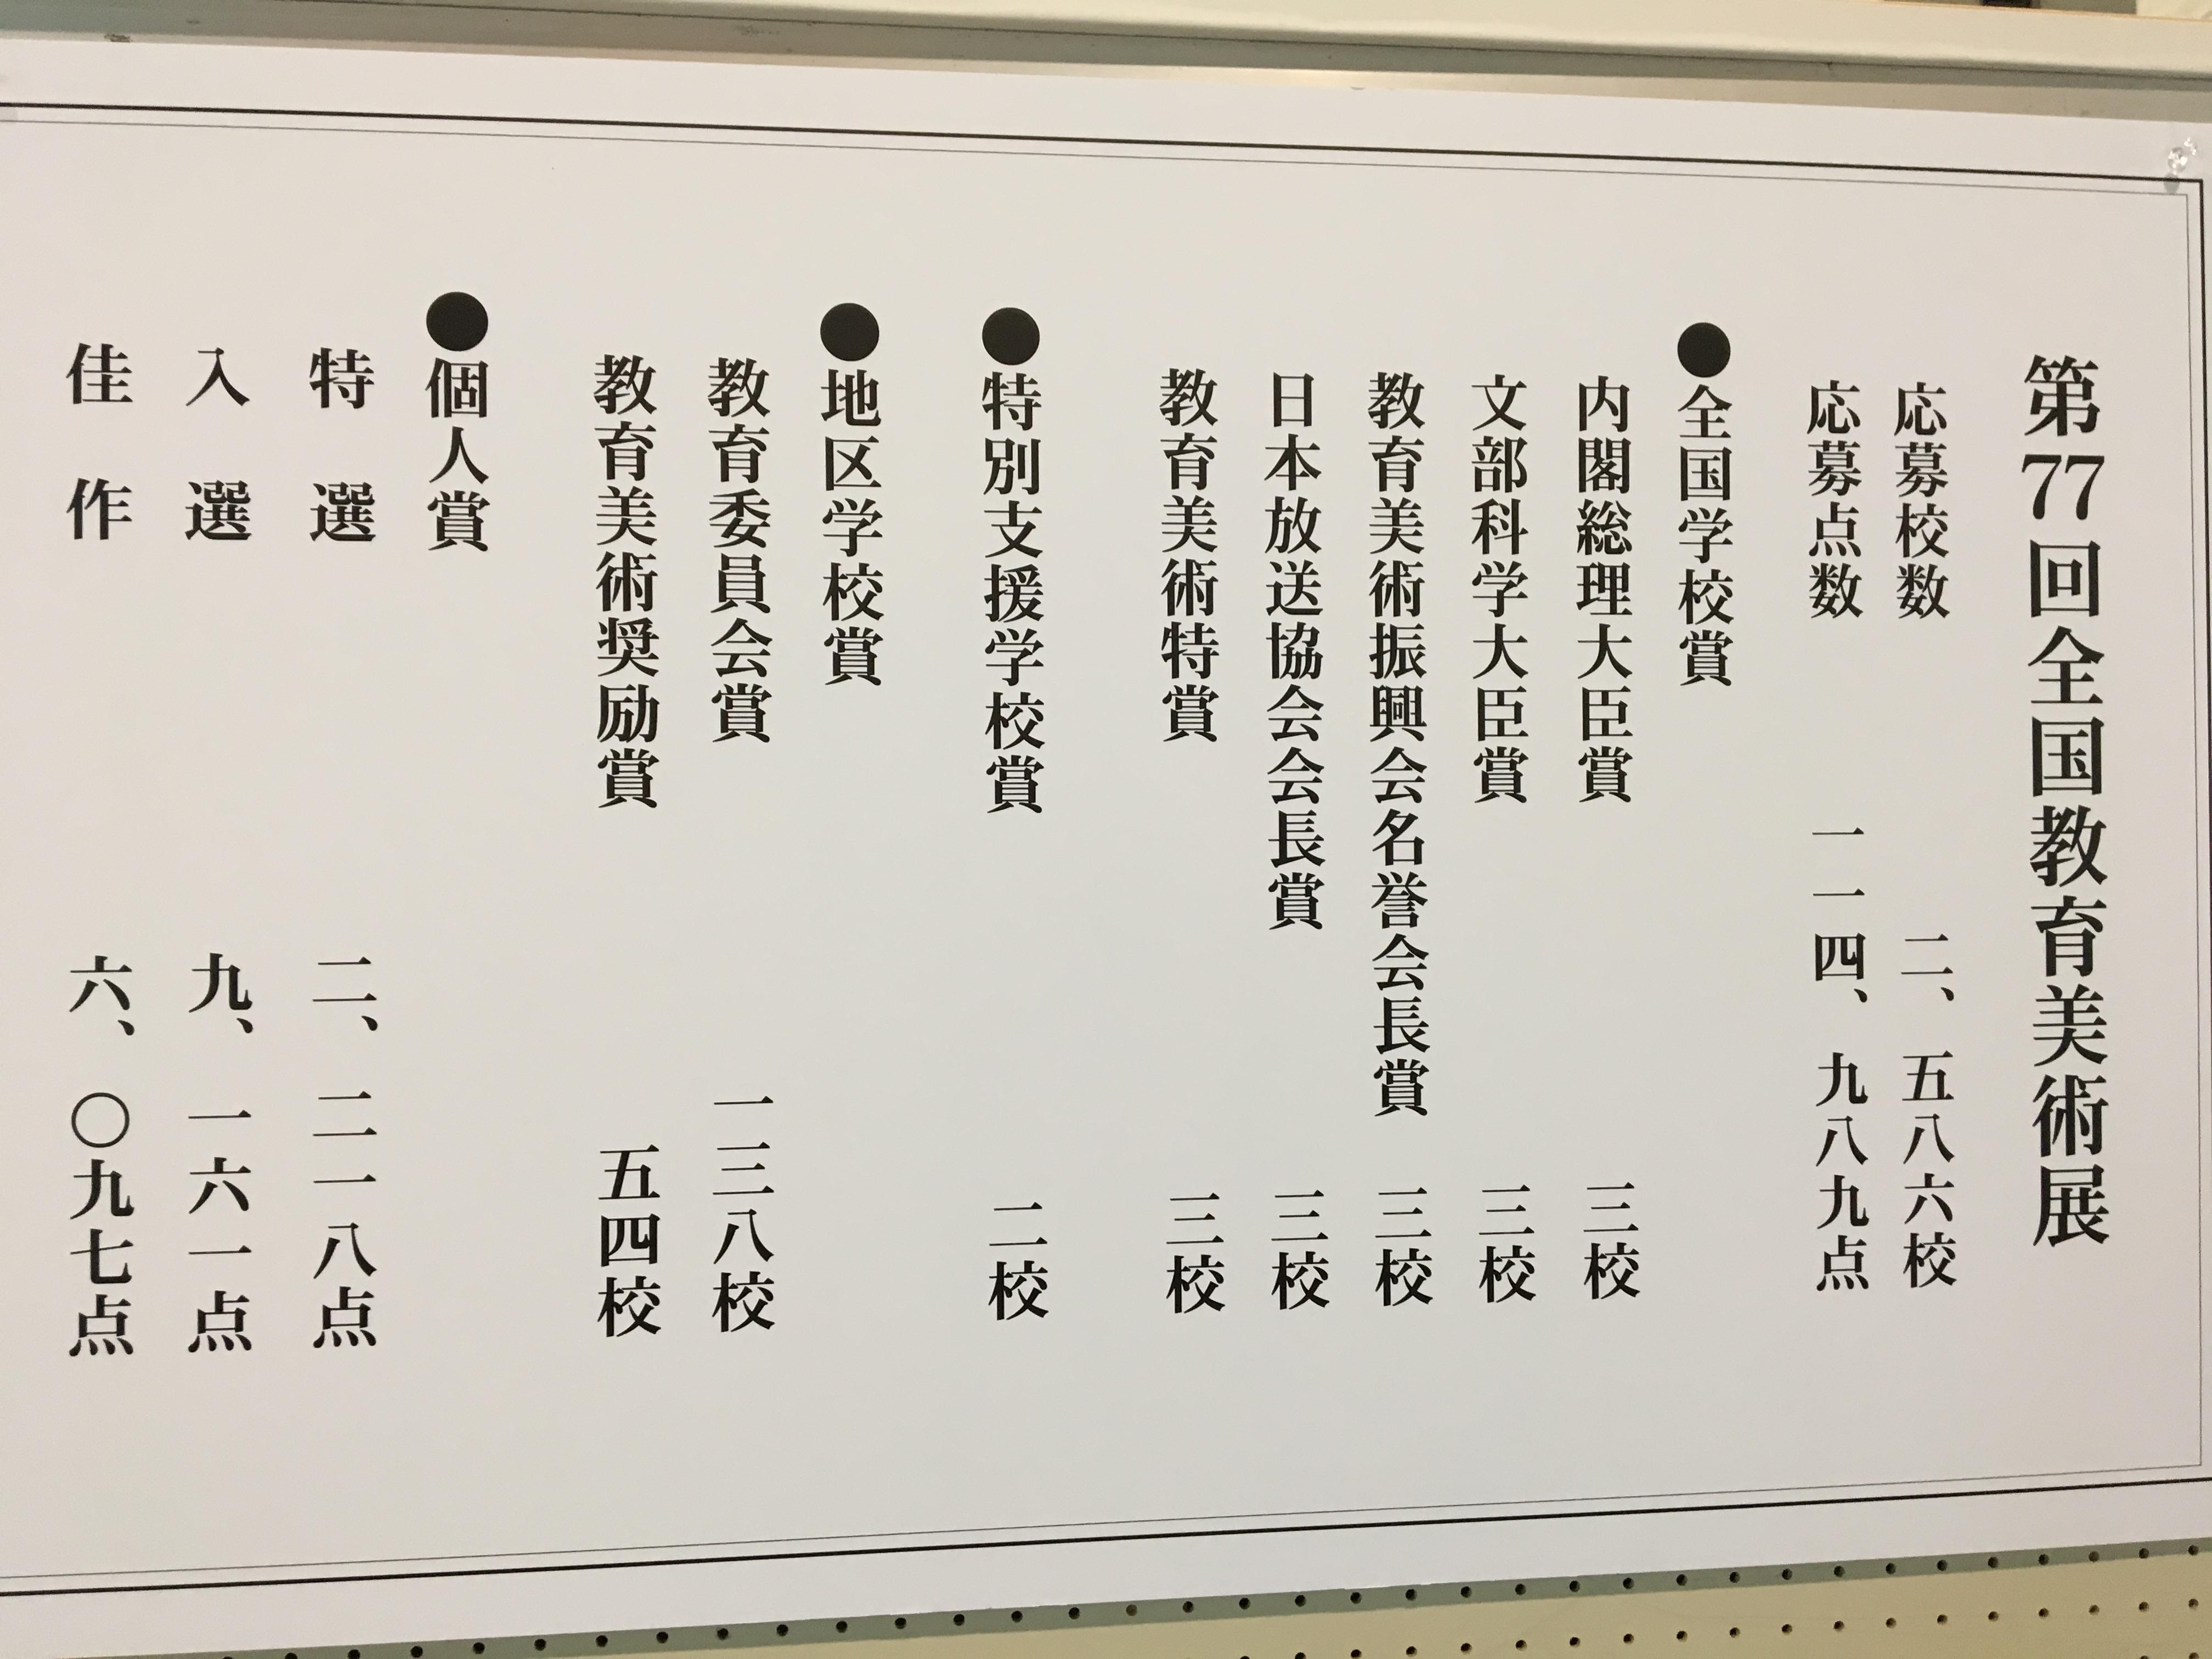 第77回全国教育美術展
応募校数 二、五八六校
応募点数 一一四、九八九点
●全国学校賞
内閣総理大臣賞 三校
文部科学大臣賞 三校
教育美術振興会名誉会長賞 三校
日本放送協会会長賞 三校
教育美術特賞 三校
●特別支援学校賞 二校
●地区学校賞
教育委員会賞 一三八校
教育美術奨励賞 五四校
●個人賞
特選 二、二一八点
入選 九、一六一点
佳作 六、〇九七点